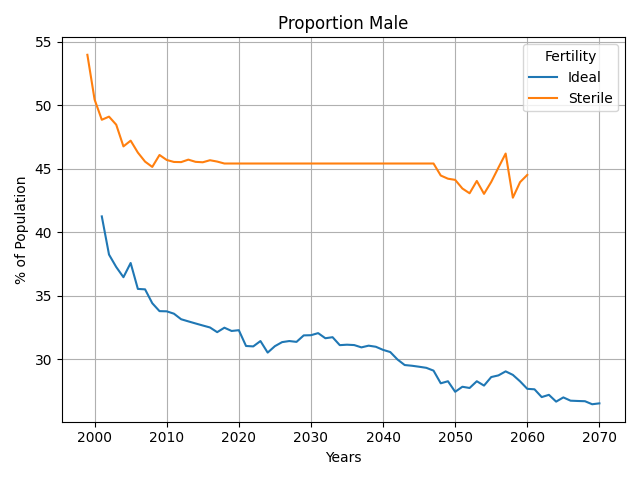 Proportion Male
Fertility
Ideal
Sterile
% of Population
55
50
45
40
35
30
2000 2010 2020 2030 2040 2050 2060 2070
Years